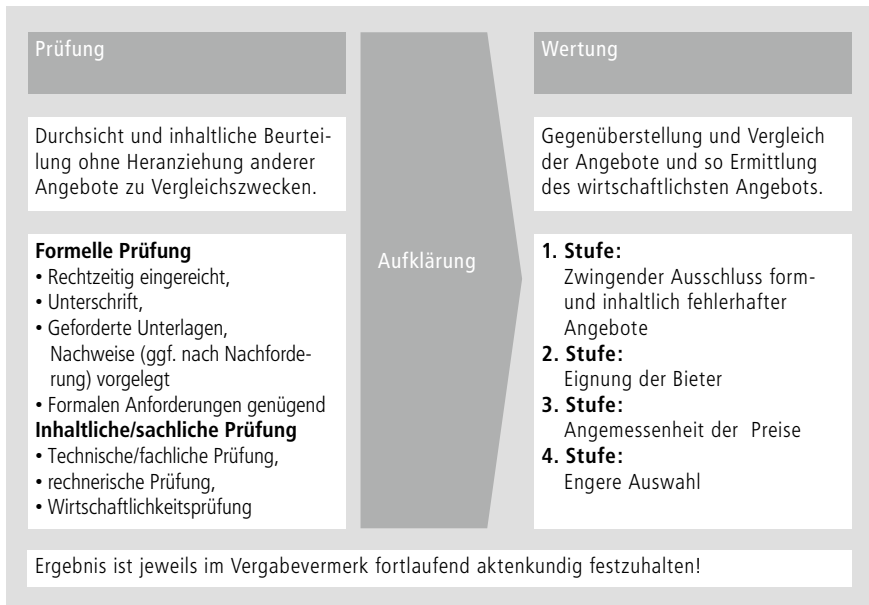 Prüfung
Durchsicht und inhaltliche Beurtei-
lung ohne Heranziehung anderer
Angebote zu Vergleichszwecken.
Formelle Prüfung
• Rechtzeitig eingereicht,
• Unterschrift,
• Geforderte Unterlagen,
Nachweise (ggf. nach Nachforde-
rung) vorgelegt
• Formalen Anforderungen genügend
Inhaltliche/sachliche Prüfung
• Technische/fachliche Prüfung,
• rechnerische Prüfung,
• Wirtschaftlichkeitsprüfung
Aufklärung
Wertung
Gegenüberstellung und Vergleich
der Angebote und so Ermittlung
des wirtschaftlichsten Angebots.
1. Stufe:
Zwingender Ausschluss form-
und inhaltlich fehlerhafter
Angebote
2. Stufe:
Eignung der Bieter
3. Stufe:
Angemessenheit der Preise
4. Stufe:
Engere Auswahl
Ergebnis ist jeweils im Vergabevermerk fortlaufend aktenkundig festzuhalten!